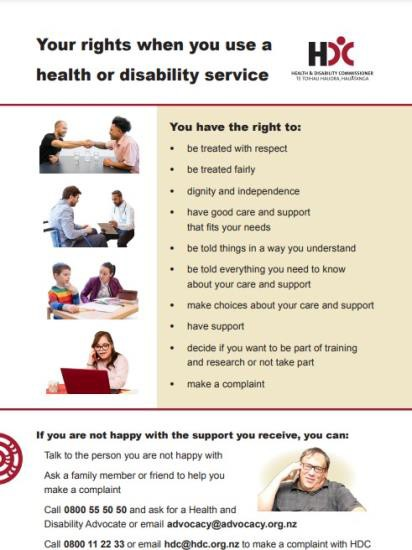 Your rights when you use a
health or disability service
HDC
HEALTH & DISABILITY COMMISSIONER
TE TOIHAU HAUORA, HAUĀTANGA
You have the right to:
• be treated with respect
• be treated fairly
• dignity and independence
• have good care and support
that fits your needs
• be told things in a way you understand
• be told everything you need to know
about your care and support
• make choices about your care and support
• have support
• decide if you want to be part of training
and research or not take part
• make a complaint
If you are not happy with the support you receive, you can:
Talk to the person you are not happy with
Ask a family member or friend to help you
make a complaint
Call 0800 55 50 50 and ask for a Health and
Disability Advocate or email advocacy@advocacy.org.nz
Call 0800 11 22 33 or email hdc@hdc.org.nz to make a complaint with HDC